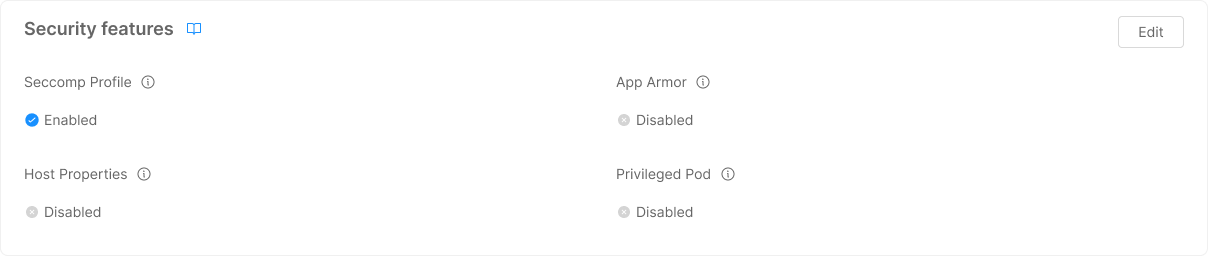 Security features
Edit
Seccomp Profile
App Armor
Enabled
Disabled
Host Properties
Privileged Pod
Disabled
Disabled